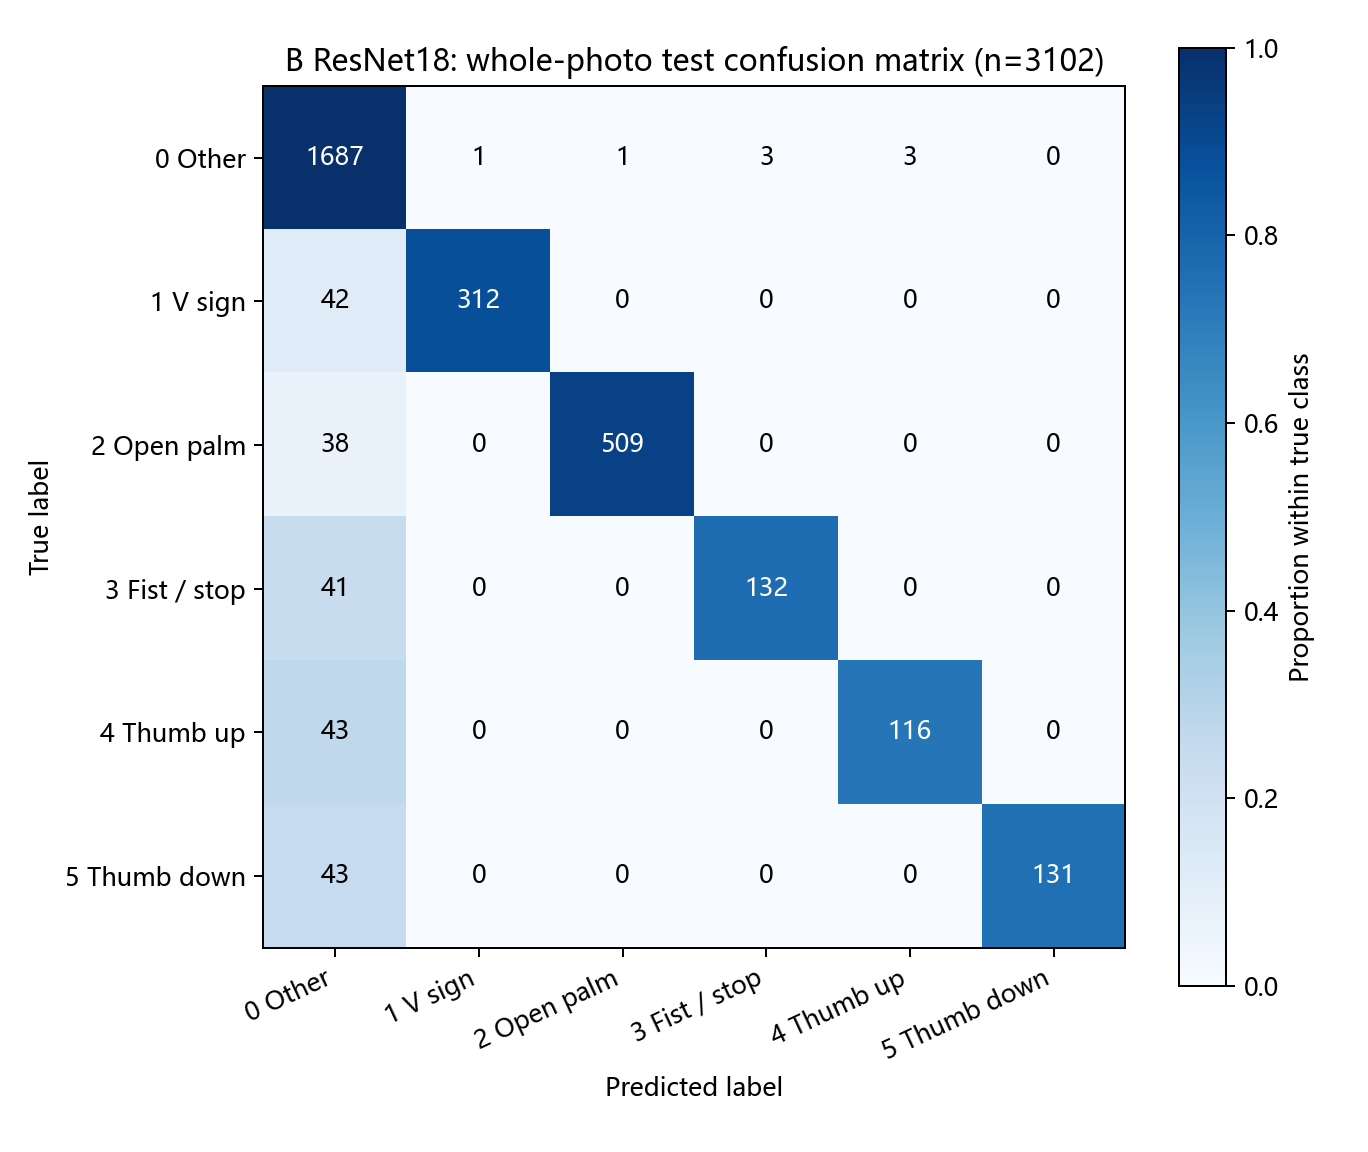 B ResNet18: whole-photo test confusion matrix (n=3102)
True label
0 Other 1687 1 1 3 3 0
1 V sign 42 312 0 0 0 0
2 Open palm 38 0 509 0 0 0
3 Fist / stop 41 0 0 132 0 0
4 Thumb up 43 0 0 0 116 0
5 Thumb down 43 0 0 0 0 131
0 Other 1 V sign 2 Open palm 3 Fist / stop 4 Thumb up 5 Thumb down
Predicted label
1.0
0.8
0.6
0.4
0.2
0.0
Proportion within true class